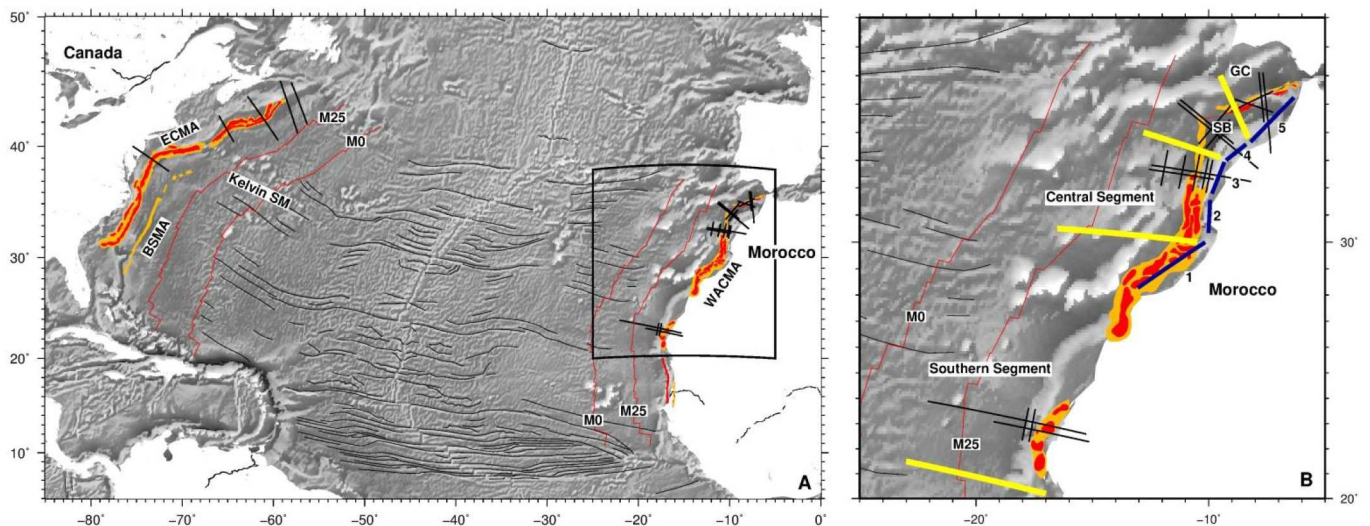 50°
40°
30°
20°
10°
Canada
ECMA
BSMA
Kelvin SM
M25
M0
Morocco
WACMA
M0
M25
A
−80°
−70°
−60°
−50°
−40°
−30°
−20°
−10°
0°
GC
SB
5
4
3
2
1
Central Segment
Morocco
M0
Southern Segment
M25
B
30°
20°
−20°
−10°